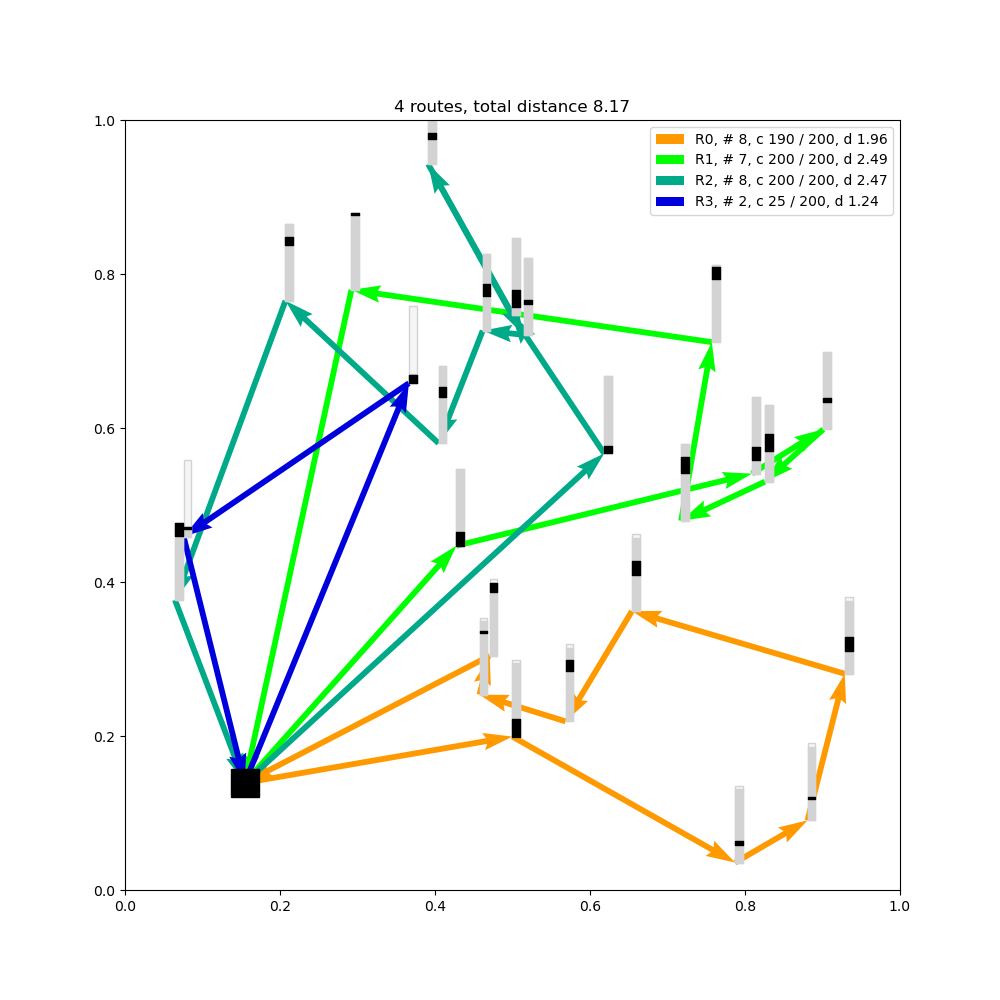 4 routes, total distance 8.17
R0, # 8, c 190 / 200, d 1.96
R1, # 7, c 200 / 200, d 2.49
R2, # 8, c 200 / 200, d 2.47
R3, # 2, c 25 / 200, d 1.24
1.0
0.8
0.6
0.4
0.2
0.0
0.0 0.2 0.4 0.6 0.8 1.0